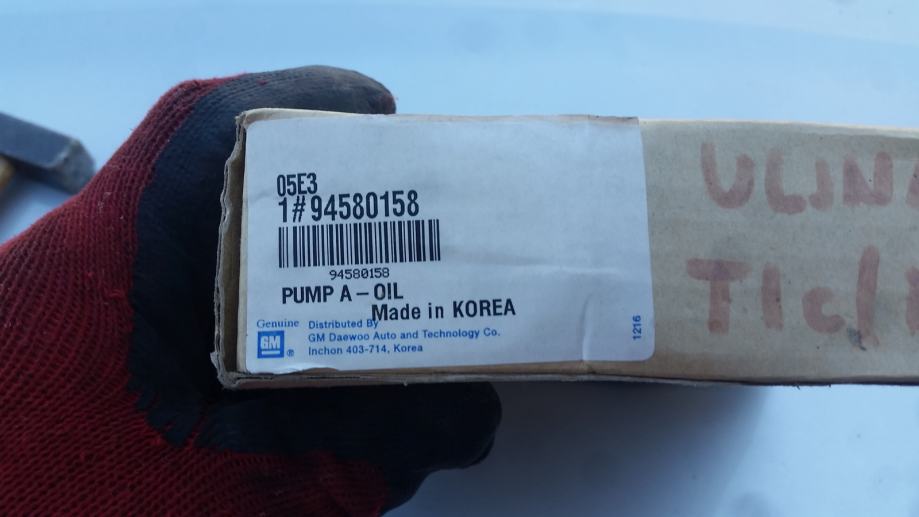 05E3
1#94580158
94580158
PUMP A - OIL
Made in KOREA
Genuine
GM ®
Distributed By
GM Daewoo Auto and Technology Co.
Inchon 403-714, Korea
1216